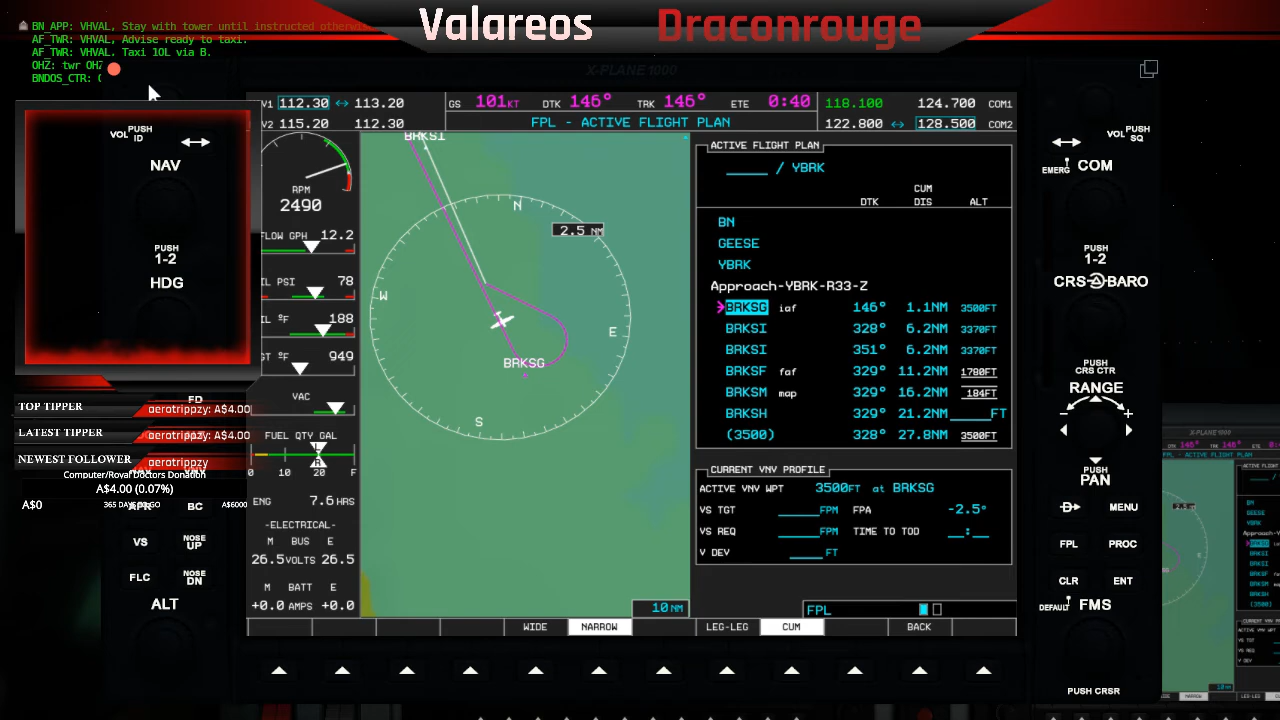 Valareos Draconrouge
BN_APP: VHVAL, Stay with tower until instructed otherwise
AF_TWR: VHVAL, Advise ready to taxi.
AF_TWR: VHVAL, Taxi 10L via B.
OHZ: twr OHZ
BNDOS_CTR:
X-PLANE 1000
V1 112.30 ↔ 113.20
V2 115.20 112.30
GS 101KT DTK 146° TRK 146° ETE 0:40
FPL - ACTIVE FLIGHT PLAN
118.100 124.700 COM1
122.800 ↔ 128.500 COM2
VOL PUSH ID
NAV
PUSH 1-2
HDG
RPM
2490
FLOW GPH 12.2
IL PSI 78
IL ºF 188
GT ºF 949
VAC
FUEL QTY GAL
L
R
0 10 20 F
ENG 7.6 HRS
-ELECTRICAL-
M BUS E
26.5 VOLTS 26.5
M BATT E
+0.0 AMPS +0.0
BRKSI
N
2.5 NM
W
E
BRKSG
S
10NM
ACTIVE FLIGHT PLAN
_____ / YBRK
CUM
DTK DIS ALT
BN
GEESE
YBRK
Approach-YBRK-R33-Z
BRKSG iaf 146° 1.1NM 3500FT
BRKSI 328° 6.2NM 3370FT
BRKSI 351° 6.2NM 3370FT
BRKSF faf 329° 11.2NM 1780FT
BRKSM map 329° 16.2NM 184FT
BRKSH 329° 21.2NM _____FT
(3500) 328° 27.8NM 3500FT
CURRENT VNV PROFILE
ACTIVE VNV WPT 3500FT at BRKSG
VS TGT _____FPM FPA -2.5°
VS REQ _____FPM TIME TO TOD __:__
V DEV ____FT
FPL
WIDE NARROW LEG-LEG CUM BACK
VOL PUSH SQ
EMERG COM
PUSH 1-2
CRS BARO
PUSH CRS CTR
RANGE
- +
PUSH PAN
D MENU
FPL PROC
CLR ENT
DEFAULT FMS
PUSH CRSR
TOP TIPPER aerotrippzy: A$4.00
LATEST TIPPER aerotrippzy: A$4.00
NEWEST FOLLOWER aerotrippzy
Computer/Royal Doctors Donation
A$4.00 (0.07%)
A$0 A$6000
FD
APR BC
VS NOSE UP
FLC NOSE DN
ALT